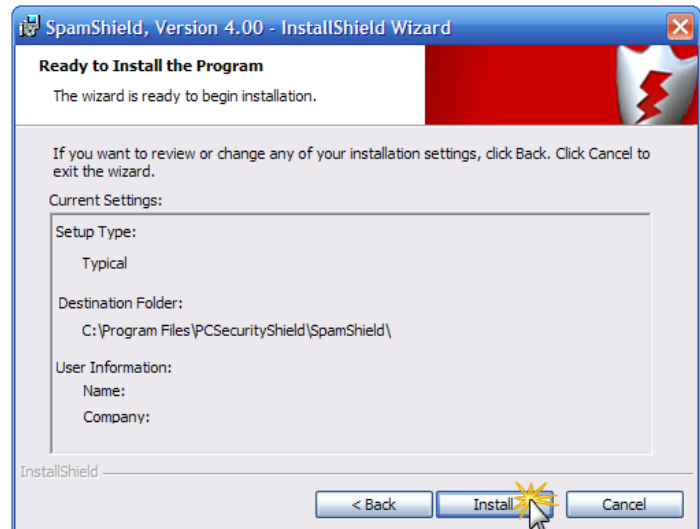 SpamShield, Version 4.00 - InstallShield Wizard
Ready to Install the Program
The wizard is ready to begin installation.
If you want to review or change any of your installation settings, click Back. Click Cancel to
exit the wizard.
Current Settings:
Setup Type:
Typical
Destination Folder:
C:\Program Files\PCSecurityShield\SpamShield\
User Information:
Name:
Company:
InstallShield
< Back Install Cancel